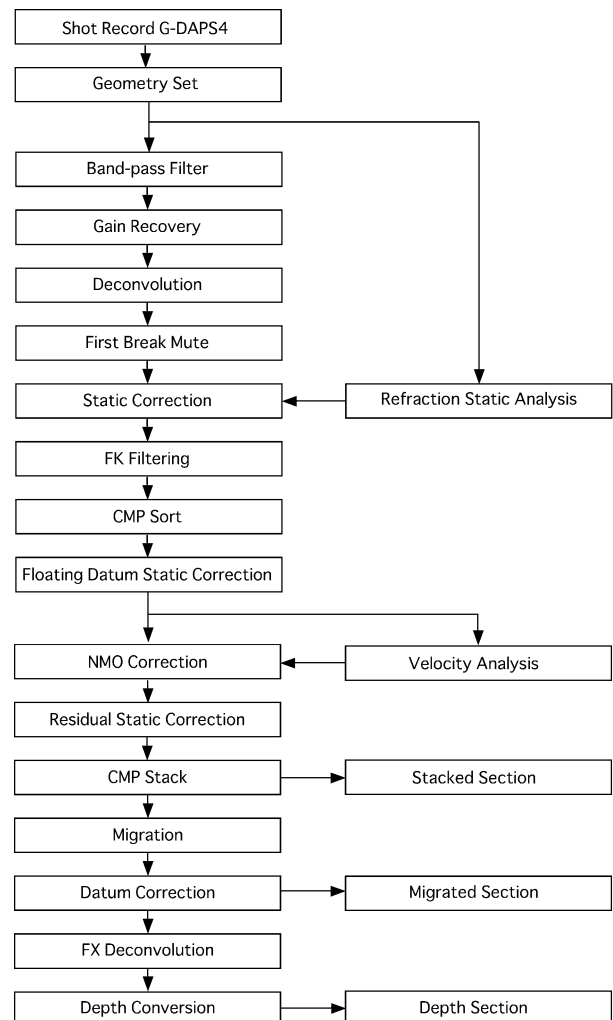 Shot Record G-DAPS4
Geometry Set
Band-pass Filter
Gain Recovery
Deconvolution
First Break Mute
Static Correction
Refraction Static Analysis
FK Filtering
CMP Sort
Floating Datum Static Correction
NMO Correction
Velocity Analysis
Residual Static Correction
CMP Stack
Stacked Section
Migration
Datum Correction
Migrated Section
FX Deconvolution
Depth Conversion
Depth Section